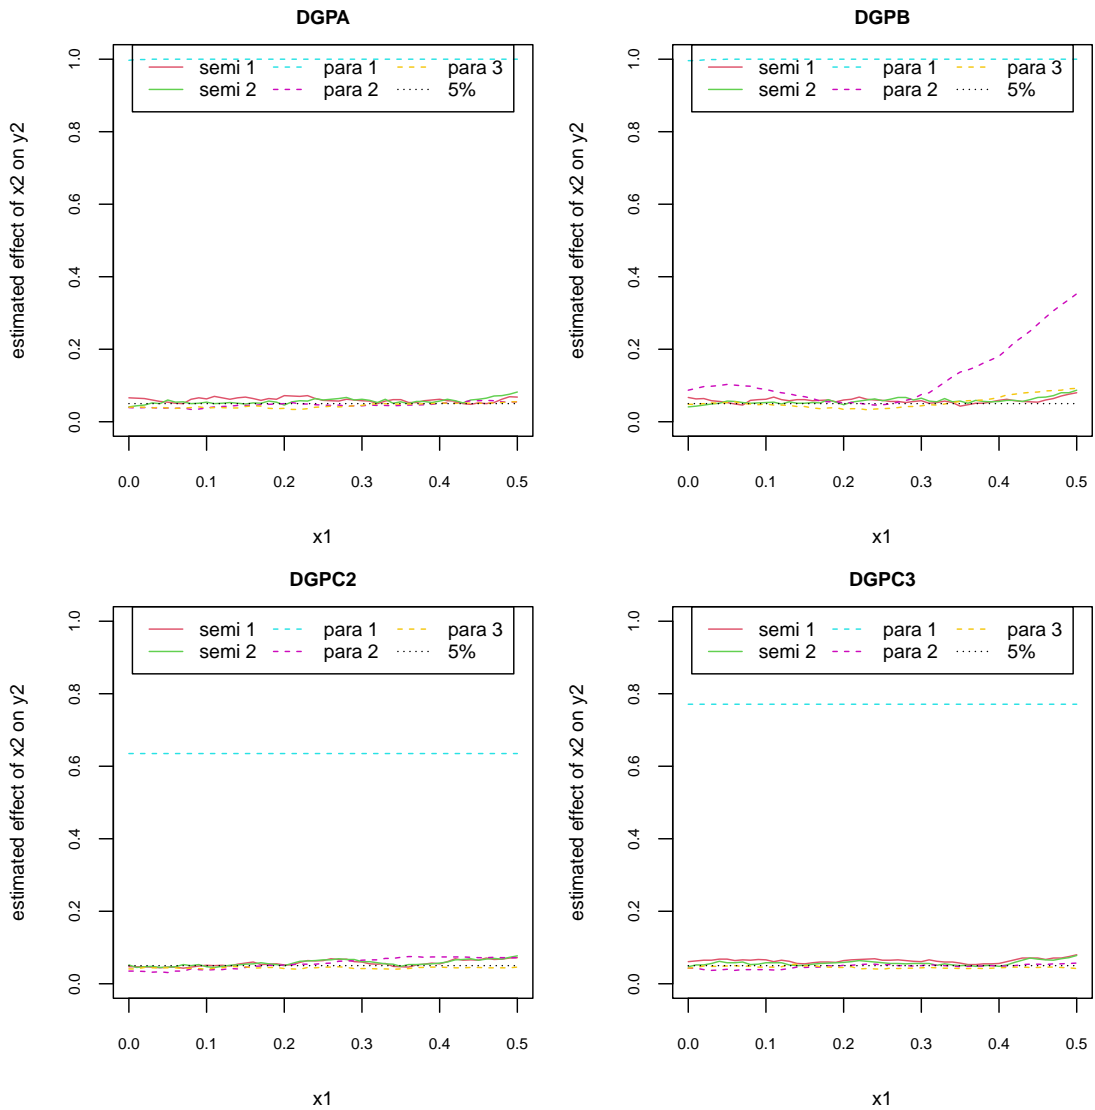 DGPA
estimated effect of x2 on y2
1.0
0.8
0.6
0.4
0.2
0.0
semi 1 para 1 para 3
semi 2 para 2 5%
0.0 0.1 0.2 0.3 0.4 0.5
x1
DGPB
estimated effect of x2 on y2
1.0
0.8
0.6
0.4
0.2
0.0
semi 1 para 1 para 3
semi 2 para 2 5%
0.0 0.1 0.2 0.3 0.4 0.5
x1
DGPC2
estimated effect of x2 on y2
1.0
0.8
0.6
0.4
0.2
0.0
semi 1 para 1 para 3
semi 2 para 2 5%
0.0 0.1 0.2 0.3 0.4 0.5
x1
DGPC3
estimated effect of x2 on y2
1.0
0.8
0.6
0.4
0.2
0.0
semi 1 para 1 para 3
semi 2 para 2 5%
0.0 0.1 0.2 0.3 0.4 0.5
x1